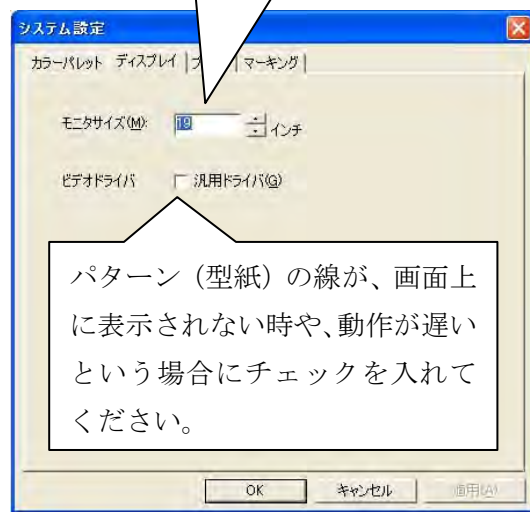 システム設定
カラーパレット ディスプレイ マーキング
モニタサイズ(M): 19 インチ
ビデオドライバ 汎用ドライバ(G)
パターン（型紙）の線が、画面上
に表示されない時や、動作が遅い
という場合にチェックを入れて
ください。
OK キャンセル 適用(A)